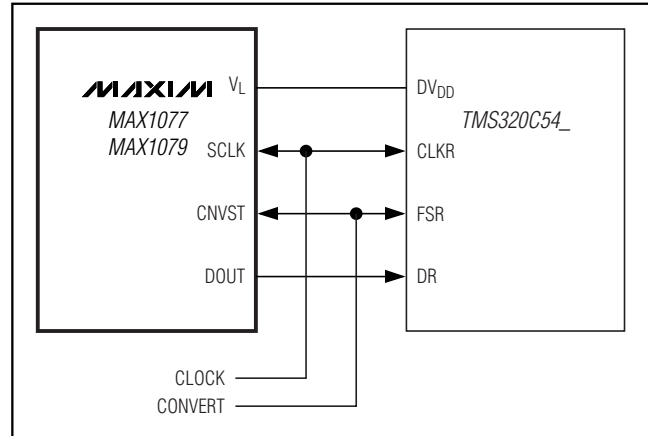 MAXIM
MAX1077
MAX1079
VL
SCLK
CNVST
DOUT
DVDD
CLKR
FSR
DR
TMS320C54_
CLOCK
CONVERT